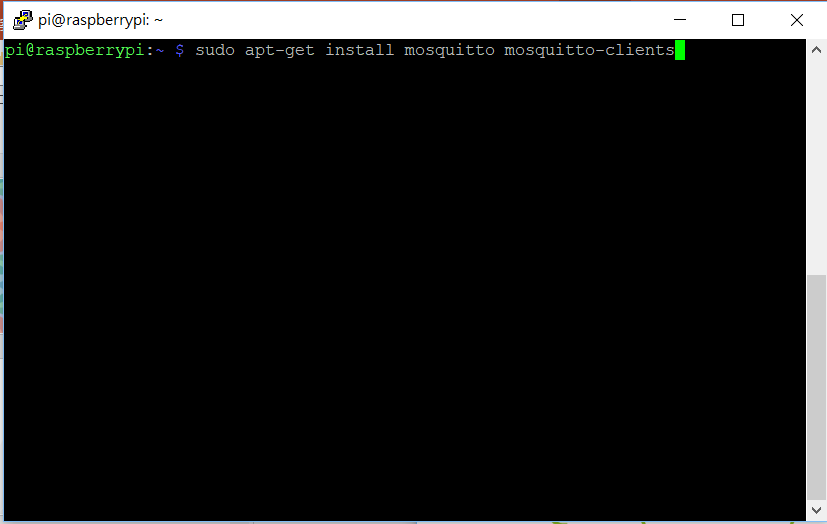 pi@raspberrypi: ~
pi@raspberrypi:~ $ sudo apt-get install mosquitto mosquitto-clients